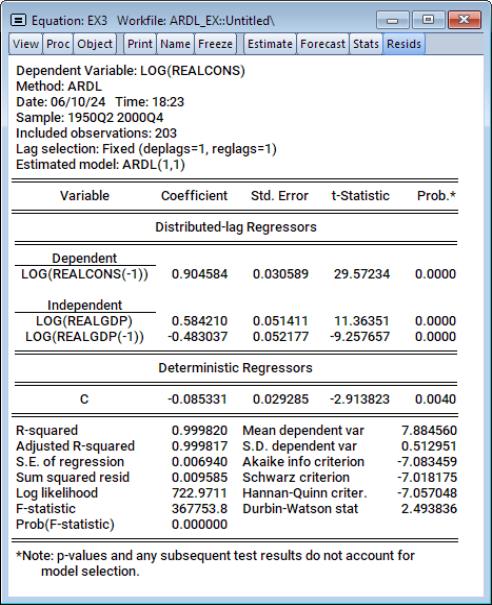 Equation: EX3 Workfile: ARDL_EX::Untitled\
View Proc Object Print Name Freeze Estimate Forecast Stats Resids
Dependent Variable: LOG(REALCONS)
Method: ARDL
Date: 06/10/24 Time: 18:23
Sample: 1950Q2 2000Q4
Included observations: 203
Lag selection: Fixed (deplags=1, reglags=1)
Estimated model: ARDL(1,1)
Variable Coefficient Std. Error t-Statistic Prob.*
Distributed-lag Regressors
Dependent
LOG(REALCONS(-1)) 0.904584 0.030589 29.57234 0.0000
Independent
LOG(REALGDP) 0.584210 0.051411 11.36351 0.0000
LOG(REALGDP(-1)) -0.483037 0.052177 -9.257657 0.0000
Deterministic Regressors
C -0.085331 0.029285 -2.913823 0.0040
R-squared 0.999820 Mean dependent var 7.884560
Adjusted R-squared 0.999817 S.D. dependent var 0.512951
S.E. of regression 0.006940 Akaike info criterion -7.083459
Sum squared resid 0.009585 Schwarz criterion -7.018175
Log likelihood 722.9711 Hannan-Quinn criter. -7.057048
F-statistic 367753.8 Durbin-Watson stat 2.493836
Prob(F-statistic) 0.000000
*Note: p-values and any subsequent test results do not account for
model selection.